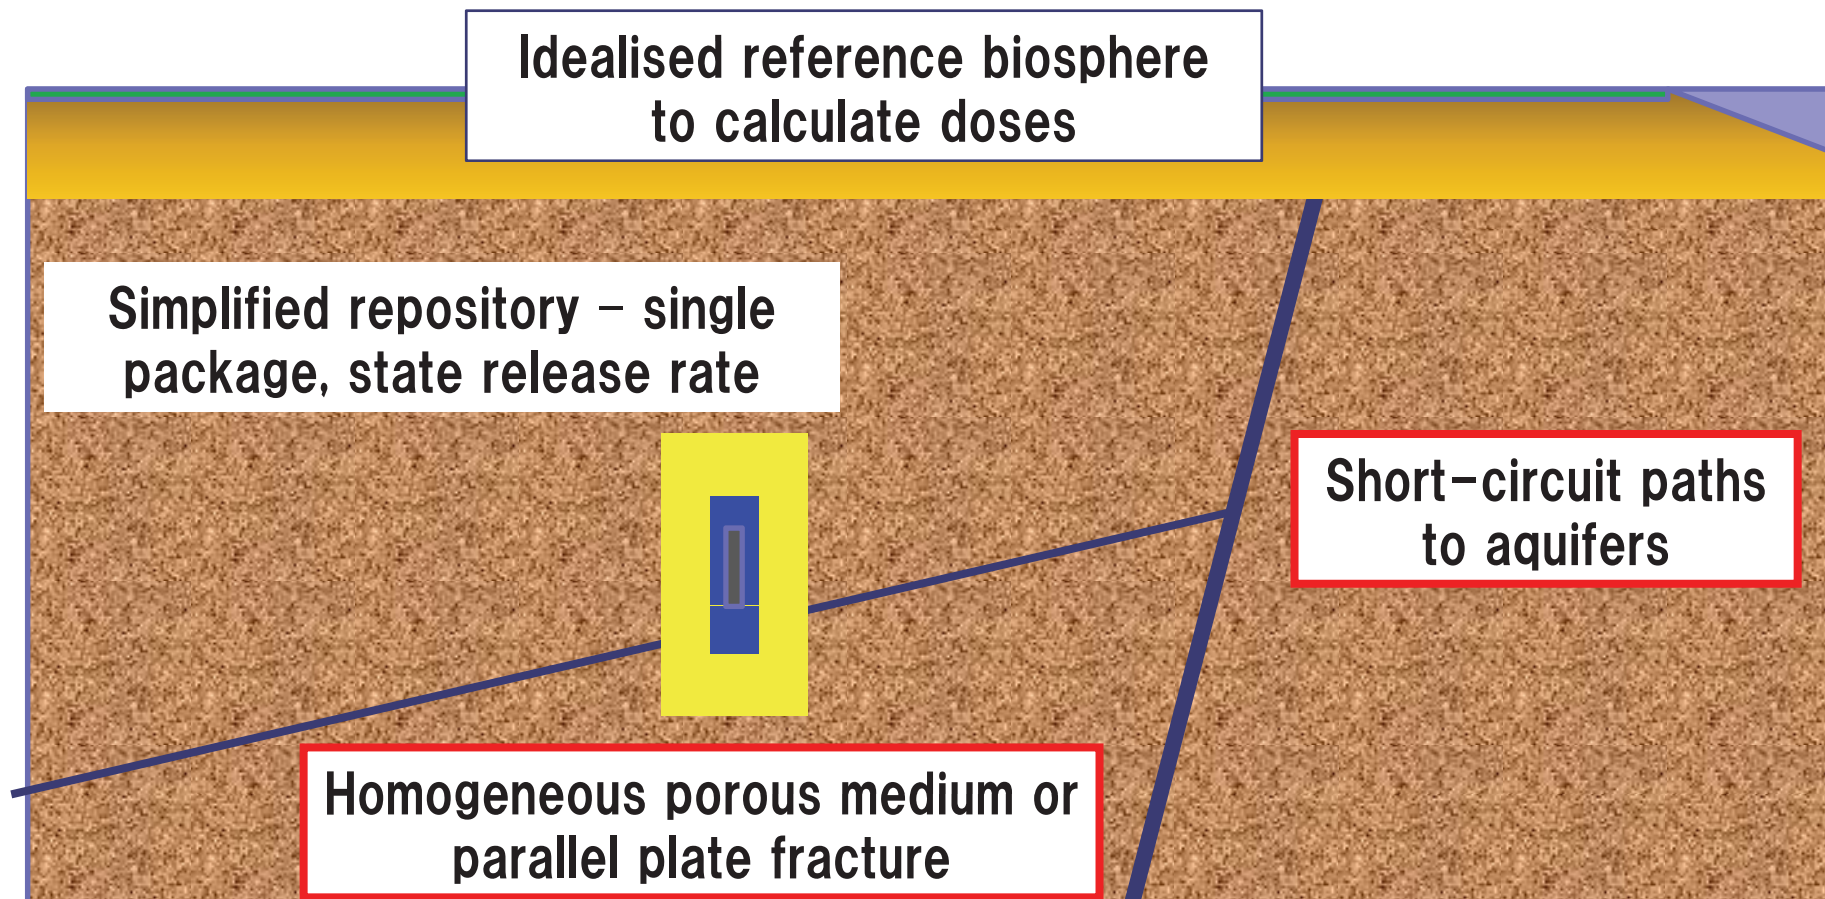 Idealised reference biosphere
to calculate doses
Simplified repository – single
package, state release rate
Short-circuit paths
to aquifers
Homogeneous porous medium or
parallel plate fracture